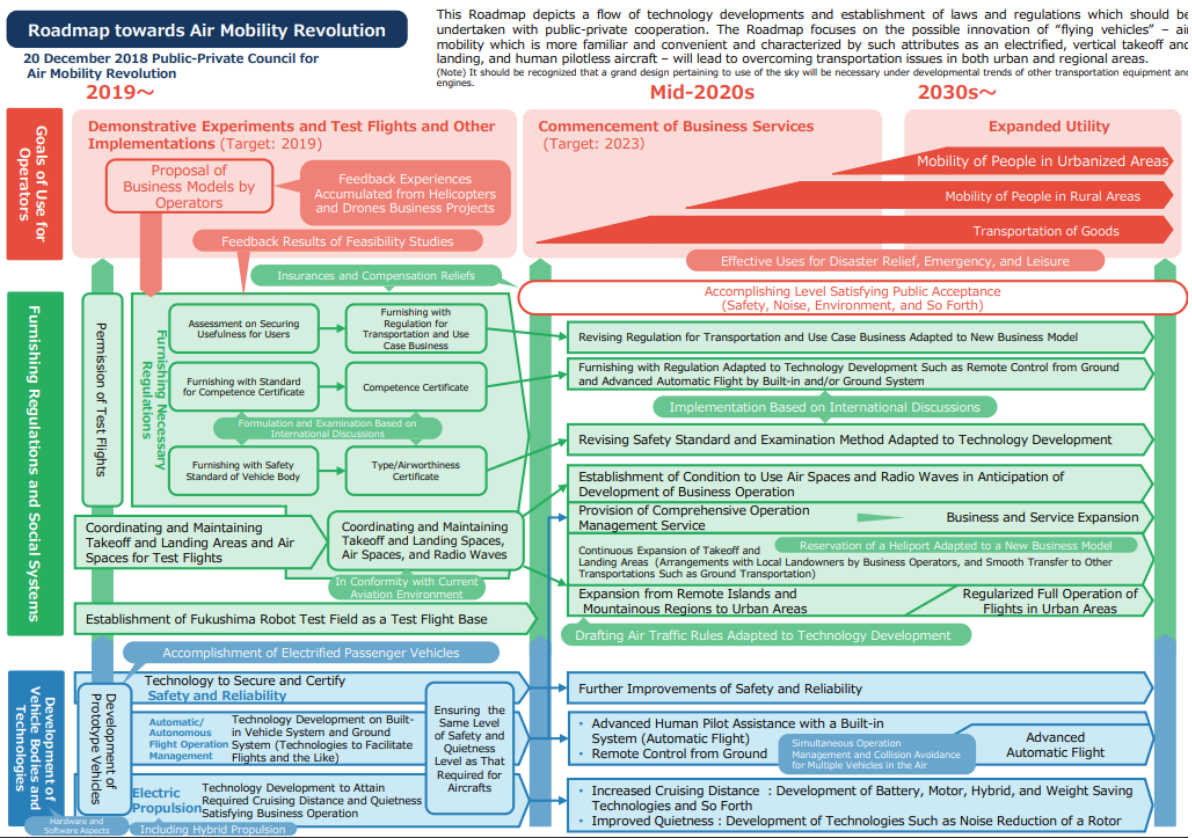 Roadmap towards Air Mobility Revolution
20 December 2018 Public-Private Council for
Air Mobility Revolution
This Roadmap depicts a flow of technology developments and establishment of laws and regulations which should be
undertaken with public-private cooperation. The Roadmap focuses on the possible innovation of “flying vehicles” – air
mobility which is more familiar and convenient and characterized by such attributes as an electrified, vertical takeoff and
landing, and human pilotless aircraft – will lead to overcoming transportation issues in both urban and regional areas.
(Note) It should be recognized that a grand design pertaining to use of the sky will be necessary under developmental trends of other transportation equipment and
engines.
2019～
Mid-2020s
2030s～
Goals of Use for
Operators
Demonstrative Experiments and Test Flights and Other
Implementations (Target: 2019)
Proposal of
Business Models by
Operators
Feedback Experiences
Accumulated from Helicopters
and Drones Business Projects
Feedback Results of Feasibility Studies
Commencement of Business Services
(Target: 2023)
Expanded Utility
Mobility of People in Urbanized Areas
Mobility of People in Rural Areas
Transportation of Goods
Effective Uses for Disaster Relief, Emergency, and Leisure
Insurances and Compensation Reliefs
Accomplishing Level Satisfying Public Acceptance
(Safety, Noise, Environment, and So Forth)
Furnishing Regulations and Social Systems
Permission of Test Flights
Furnishing Necessary
Regulations
Assessment on Securing
Usefulness for Users
Furnishing with
Regulation for
Transportation and Use
Case Business
Furnishing with Standard
for Competence Certificate
Competence Certificate
Formulation and Examination Based on
International Discussions
Furnishing with Safety
Standard of Vehicle Body
Type/Airworthiness
Certificate
Coordinating and Maintaining
Takeoff and Landing Areas and Air
Spaces for Test Flights
Coordinating and Maintaining
Takeoff and Landing Spaces,
Air Spaces, and Radio Waves
In Conformity with Current
Aviation Environment
Establishment of Fukushima Robot Test Field as a Test Flight Base
Revising Regulation for Transportation and Use Case Business Adapted to New Business Model
Furnishing with Regulation Adapted to Technology Development Such as Remote Control from Ground
and Advanced Automatic Flight by Built-in and/or Ground System
Implementation Based on International Discussions
Revising Safety Standard and Examination Method Adapted to Technology Development
Establishment of Condition to Use Air Spaces and Radio Waves in Anticipation of
Development of Business Operation
Provision of Comprehensive Operation
Management Service
Business and Service Expansion
Reservation of a Heliport Adapted to a New Business Model
Continuous Expansion of Takeoff and
Landing Areas (Arrangements with Local Landowners by Business Operators, and Smooth Transfer to Other
Transportations Such as Ground Transportation)
Expansion from Remote Islands and
Mountainous Regions to Urban Areas
Regularized Full Operation of
Flights in Urban Areas
Drafting Air Traffic Rules Adapted to Technology Development
Development of
Vehicle Bodies and
Technologies
Accomplishment of Electrified Passenger Vehicles
Development of
Prototype Vehicles
Technology to Secure and Certify
Safety and Reliability
Automatic/
Autonomous
Flight Operation
Management
Technology Development on Built-
in Vehicle System and Ground
System (Technologies to Facilitate
Flights and the Like)
Electric
Propulsion
Technology Development to Attain
Required Cruising Distance and Quietness
Satisfying Business Operation
Hardware and
Software Aspects
Including Hybrid Propulsion
Ensuring the
Same Level
of Safety and
Quietness
Level as That
Required for
Aircrafts
Further Improvements of Safety and Reliability
• Advanced Human Pilot Assistance with a Built-in
System (Automatic Flight)
• Remote Control from Ground
Simultaneous Operation
Management and Collision Avoidance
for Multiple Vehicles in the Air
Advanced
Automatic Flight
• Increased Cruising Distance : Development of Battery, Motor, Hybrid, and Weight Saving
Technologies and So Forth
• Improved Quietness : Development of Technologies Such as Noise Reduction of a Rotor